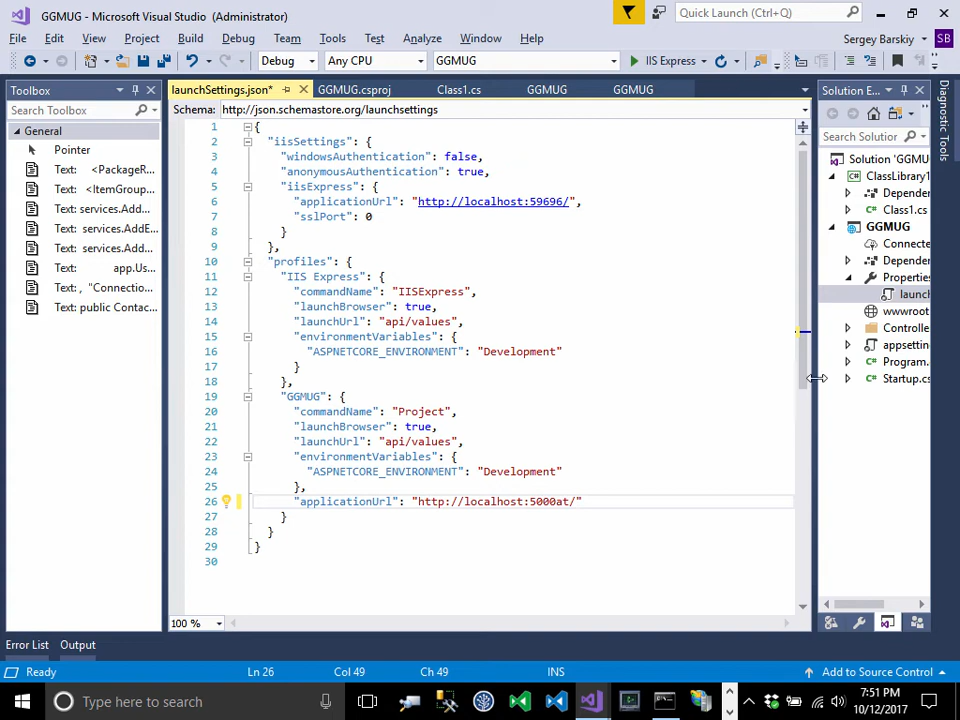 GGMUG - Microsoft Visual Studio (Administrator)
Quick Launch (Ctrl+Q)
File Edit View Project Build Debug Team Tools Test Analyze Window Help
Sergey Barskiy SB
Debug Any CPU GGMUG IIS Express
Toolbox
launchSettings.json* GGMUG.csproj Class1.cs GGMUG GGMUG
Solution E...
Search Toolbox
Schema: http://json.schemastore.org/launchsettings
General
Pointer
Text: <PackageR...
Text: <ItemGroup...
Text: services.Add...
Text: services.AddE...
Text: services.Add...
Text: app.Us...
Text: , "Connectio...
Text: public Contac...
1 {
2 "iisSettings": {
3 "windowsAuthentication": false,
4 "anonymousAuthentication": true,
5 "iisExpress": {
6 "applicationUrl": "http://localhost:59696/",
7 "sslPort": 0
8 }
9 },
10 "profiles": {
11 "IIS Express": {
12 "commandName": "IISExpress",
13 "launchBrowser": true,
14 "launchUrl": "api/values",
15 "environmentVariables": {
16 "ASPNETCORE_ENVIRONMENT": "Development"
17 }
18 },
19 "GGMUG": {
20 "commandName": "Project",
21 "launchBrowser": true,
22 "launchUrl": "api/values",
23 "environmentVariables": {
24 "ASPNETCORE_ENVIRONMENT": "Development"
25 },
26 "applicationUrl": "http://localhost:5000at/"
27 }
28 }
29 }
30
100 %
Search Solutior
Solution 'GGMU
ClassLibrary1
Depender
Class1.cs
GGMUG
Connecte
Depender
Properties
launch
wwwroot
Controlle
appsettin
Program.
Startup.cs
Diagnostic Tools
Error List Output
Ready Ln 26 Col 49 Ch 49 INS Add to Source Control
Type here to search
7:51 PM
10/12/2017